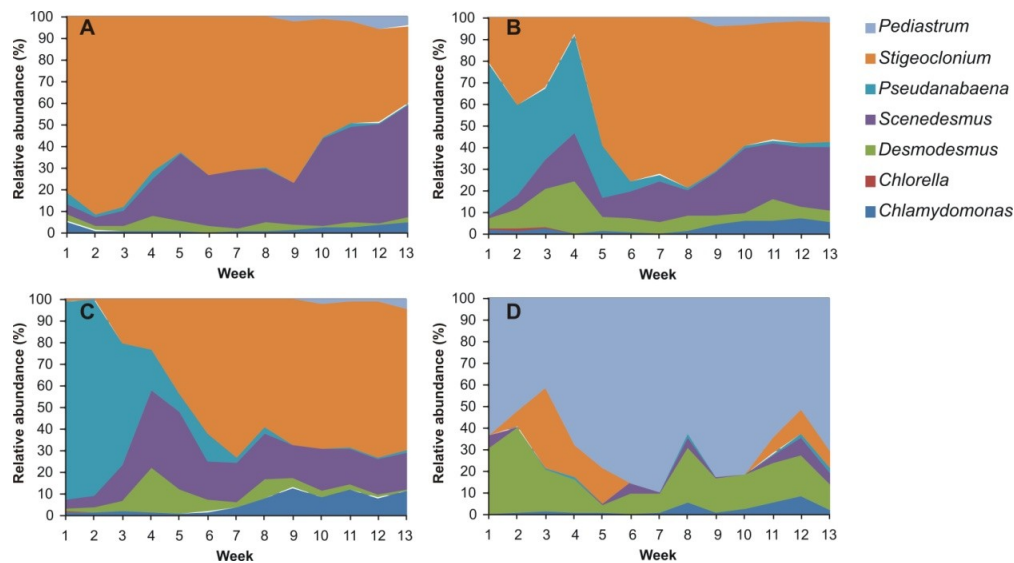 A
Relative abundance (%)
100
90
80
70
60
50
40
30
20
10
0
1 2 3 4 5 6 7 8 9 10 11 12 13
Week
B
Relative abundance (%)
100
90
80
70
60
50
40
30
20
10
0
1 2 3 4 5 6 7 8 9 10 11 12 13
Week
Pediastrum
Stigeoclonium
Pseudanabaena
Scenedesmus
Desmodesmus
Chlorella
Chlamydomonas
C
Relative abundance (%)
100
90
80
70
60
50
40
30
20
10
0
1 2 3 4 5 6 7 8 9 10 11 12 13
Week
D
Relative abundance (%)
100
90
80
70
60
50
40
30
20
10
0
1 2 3 4 5 6 7 8 9 10 11 12 13
Week